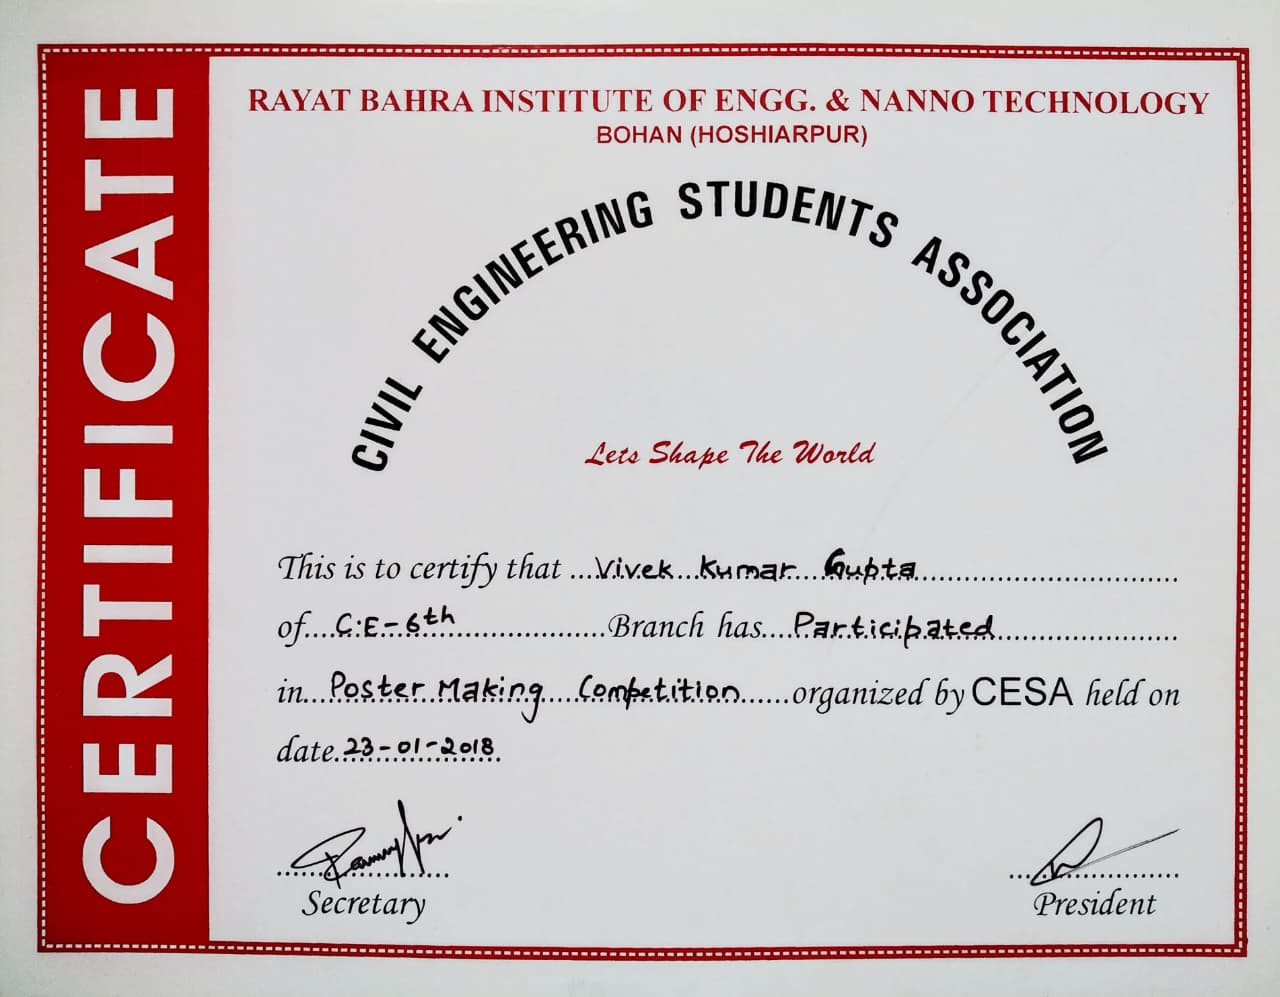 CERTIFICATE
RAYAT BAHRA INSTITUTE OF ENGG. & NANNO TECHNOLOGY
BOHAN (HOSHIARPUR)
CIVIL ENGINEERING STUDENTS ASSOCIATION
Lets Shape The World
This is to certify that ...Vivek...Kumar...Gupta...
of....C.E-6th...Branch has....Participated...
in...Poster Making Competition......organized by CESA held on
date.23-01-2018.
Secretary
President